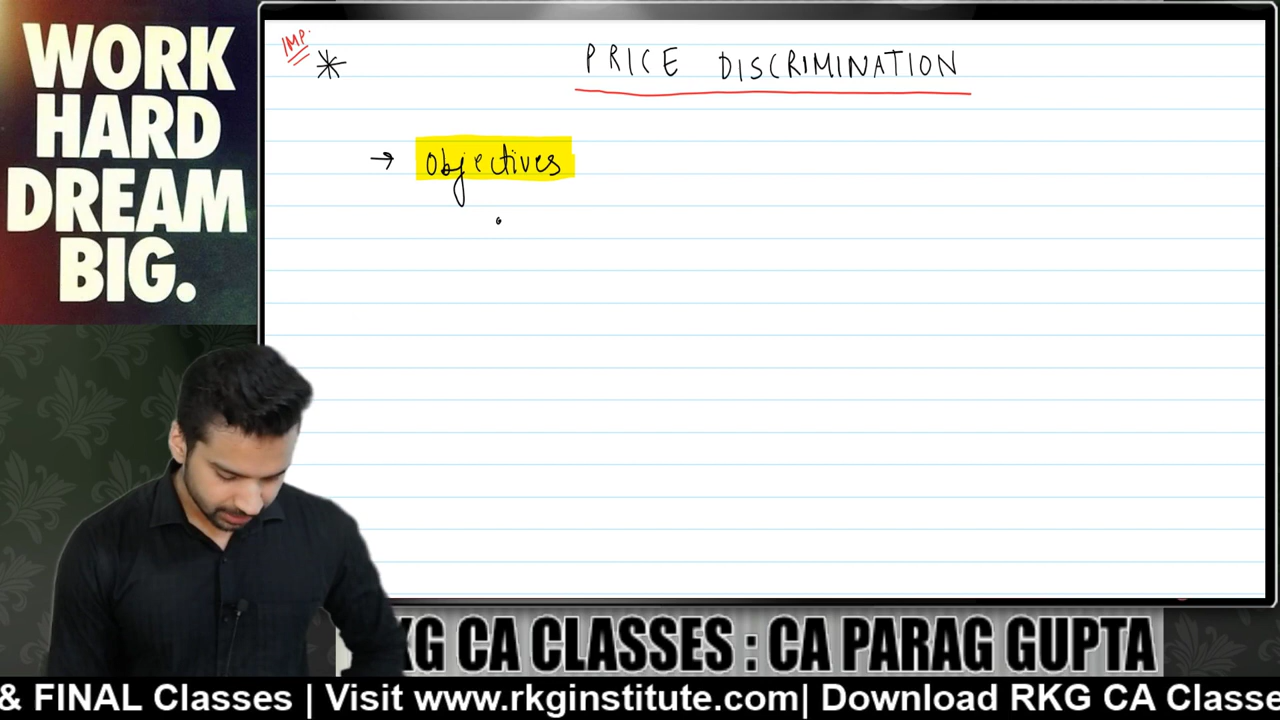 WORK
HARD
DREAM
BIG.
IMP.
PRICE DISCRIMINATION
→ Objectives
KG CA CLASSES : CA PARAG GUPTA
& FINAL Classes | Visit www.rkginstitute.com| Download RKG CA Classe